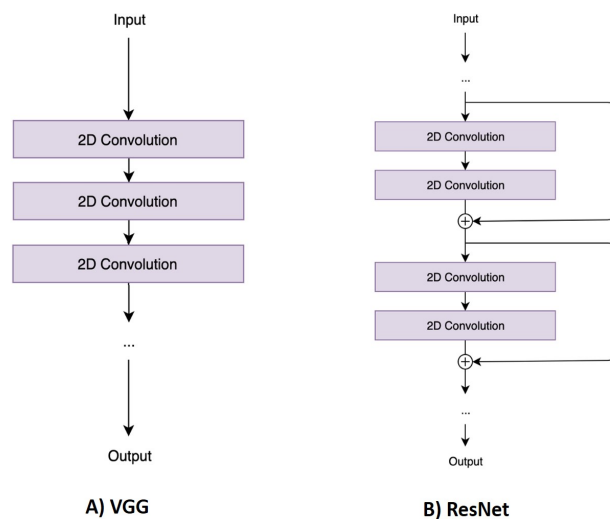 Input
2D Convolution
2D Convolution
2D Convolution
...
Output
A) VGG
Input
...
2D Convolution
2D Convolution
+
2D Convolution
2D Convolution
+
...
Output
B) ResNet